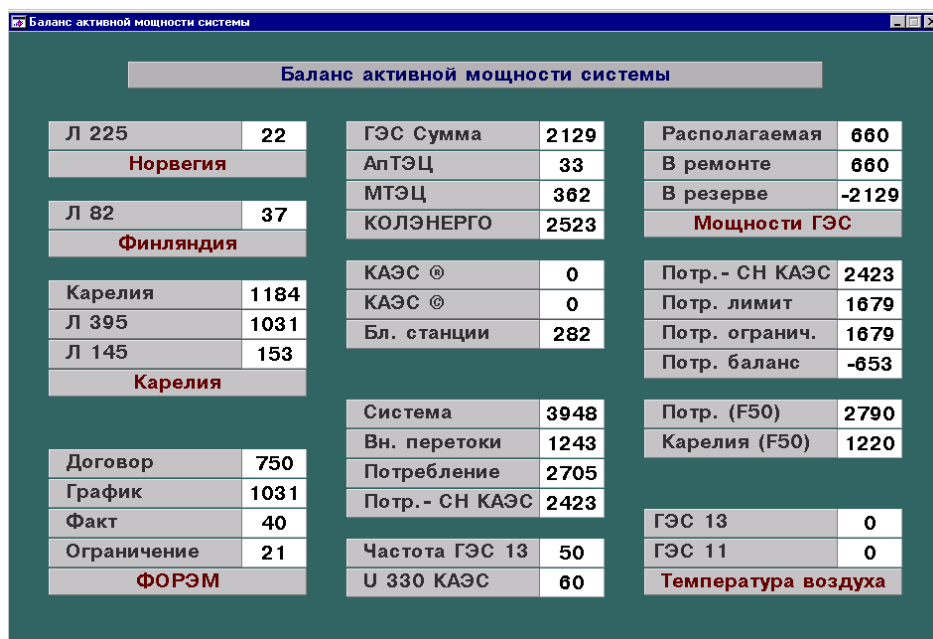 Баланс активной мощности системы
Баланс активной мощности системы
Л 225 22
Норвегия
Л 82 37
Финляндия
Карелия 1184
Л 395 1031
Л 145 153
Карелия
Договор 750
График 1031
Факт 40
Ограничение 21
ФОРЭМ
ГЭС Сумма 2129
АпТЭЦ 33
МТЭЦ 362
КОЛЭНЕРГО 2523
КАЭС ® 0
КАЭС © 0
Бл. станции 282
Система 3948
Вн. перетоки 1243
Потребление 2705
Потр.- СН КАЭС 2423
Частота ГЭС 13 50
U 330 КАЭС 60
Располагаемая 660
В ремонте 660
В резерве -2129
Мощности ГЭС
Потр.- СН КАЭС 2423
Потр. лимит 1679
Потр. огранич. 1679
Потр. баланс -653
Потр. (F50) 2790
Карелия (F50) 1220
ГЭС 13 0
ГЭС 11 0
Температура воздуха